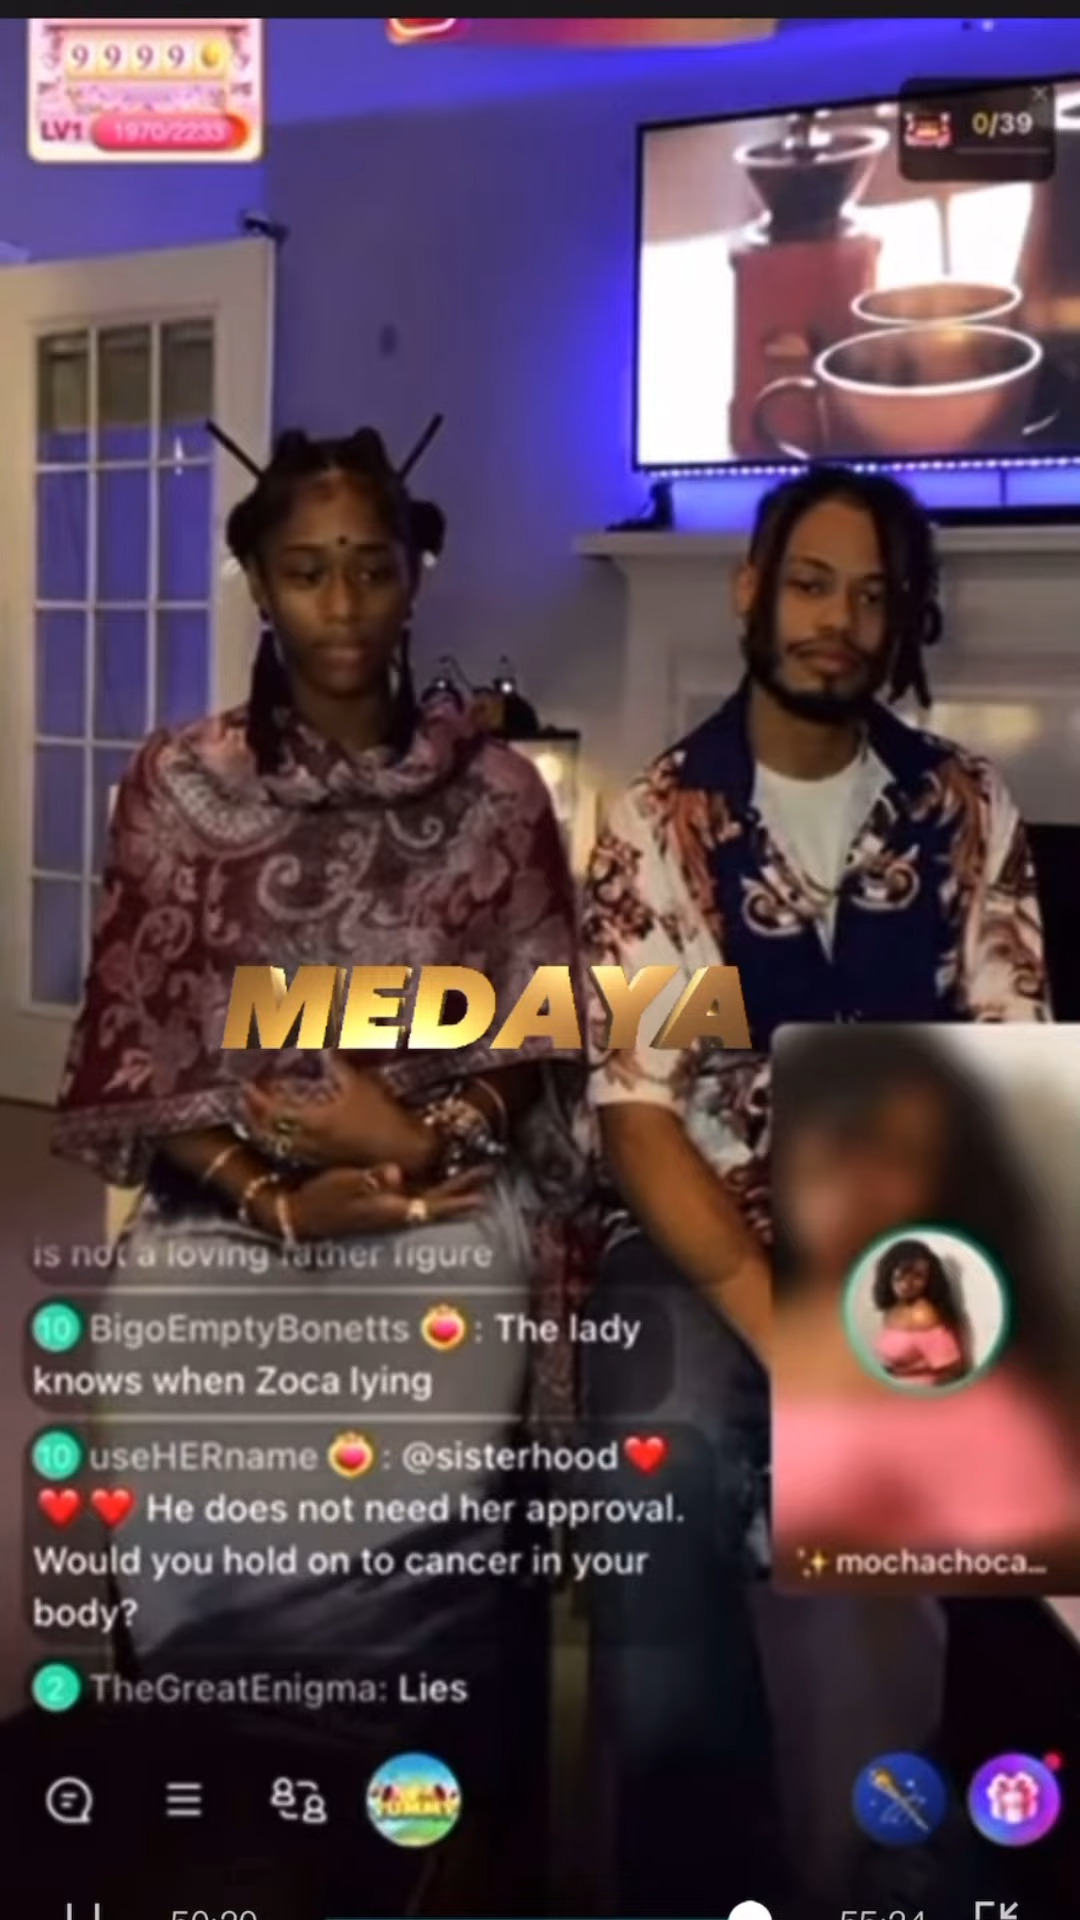 9999
LV1 1970/2233
0/39
MEDAYA
is not a loving father figure
10 BigoEmptyBonetts : The lady
knows when Zoca lying
10 useHERname : @sisterhood❤️
❤️❤️ He does not need her approval.
Would you hold on to cancer in your
body?
✨mochachoca...
2 TheGreatEnigma: Lies